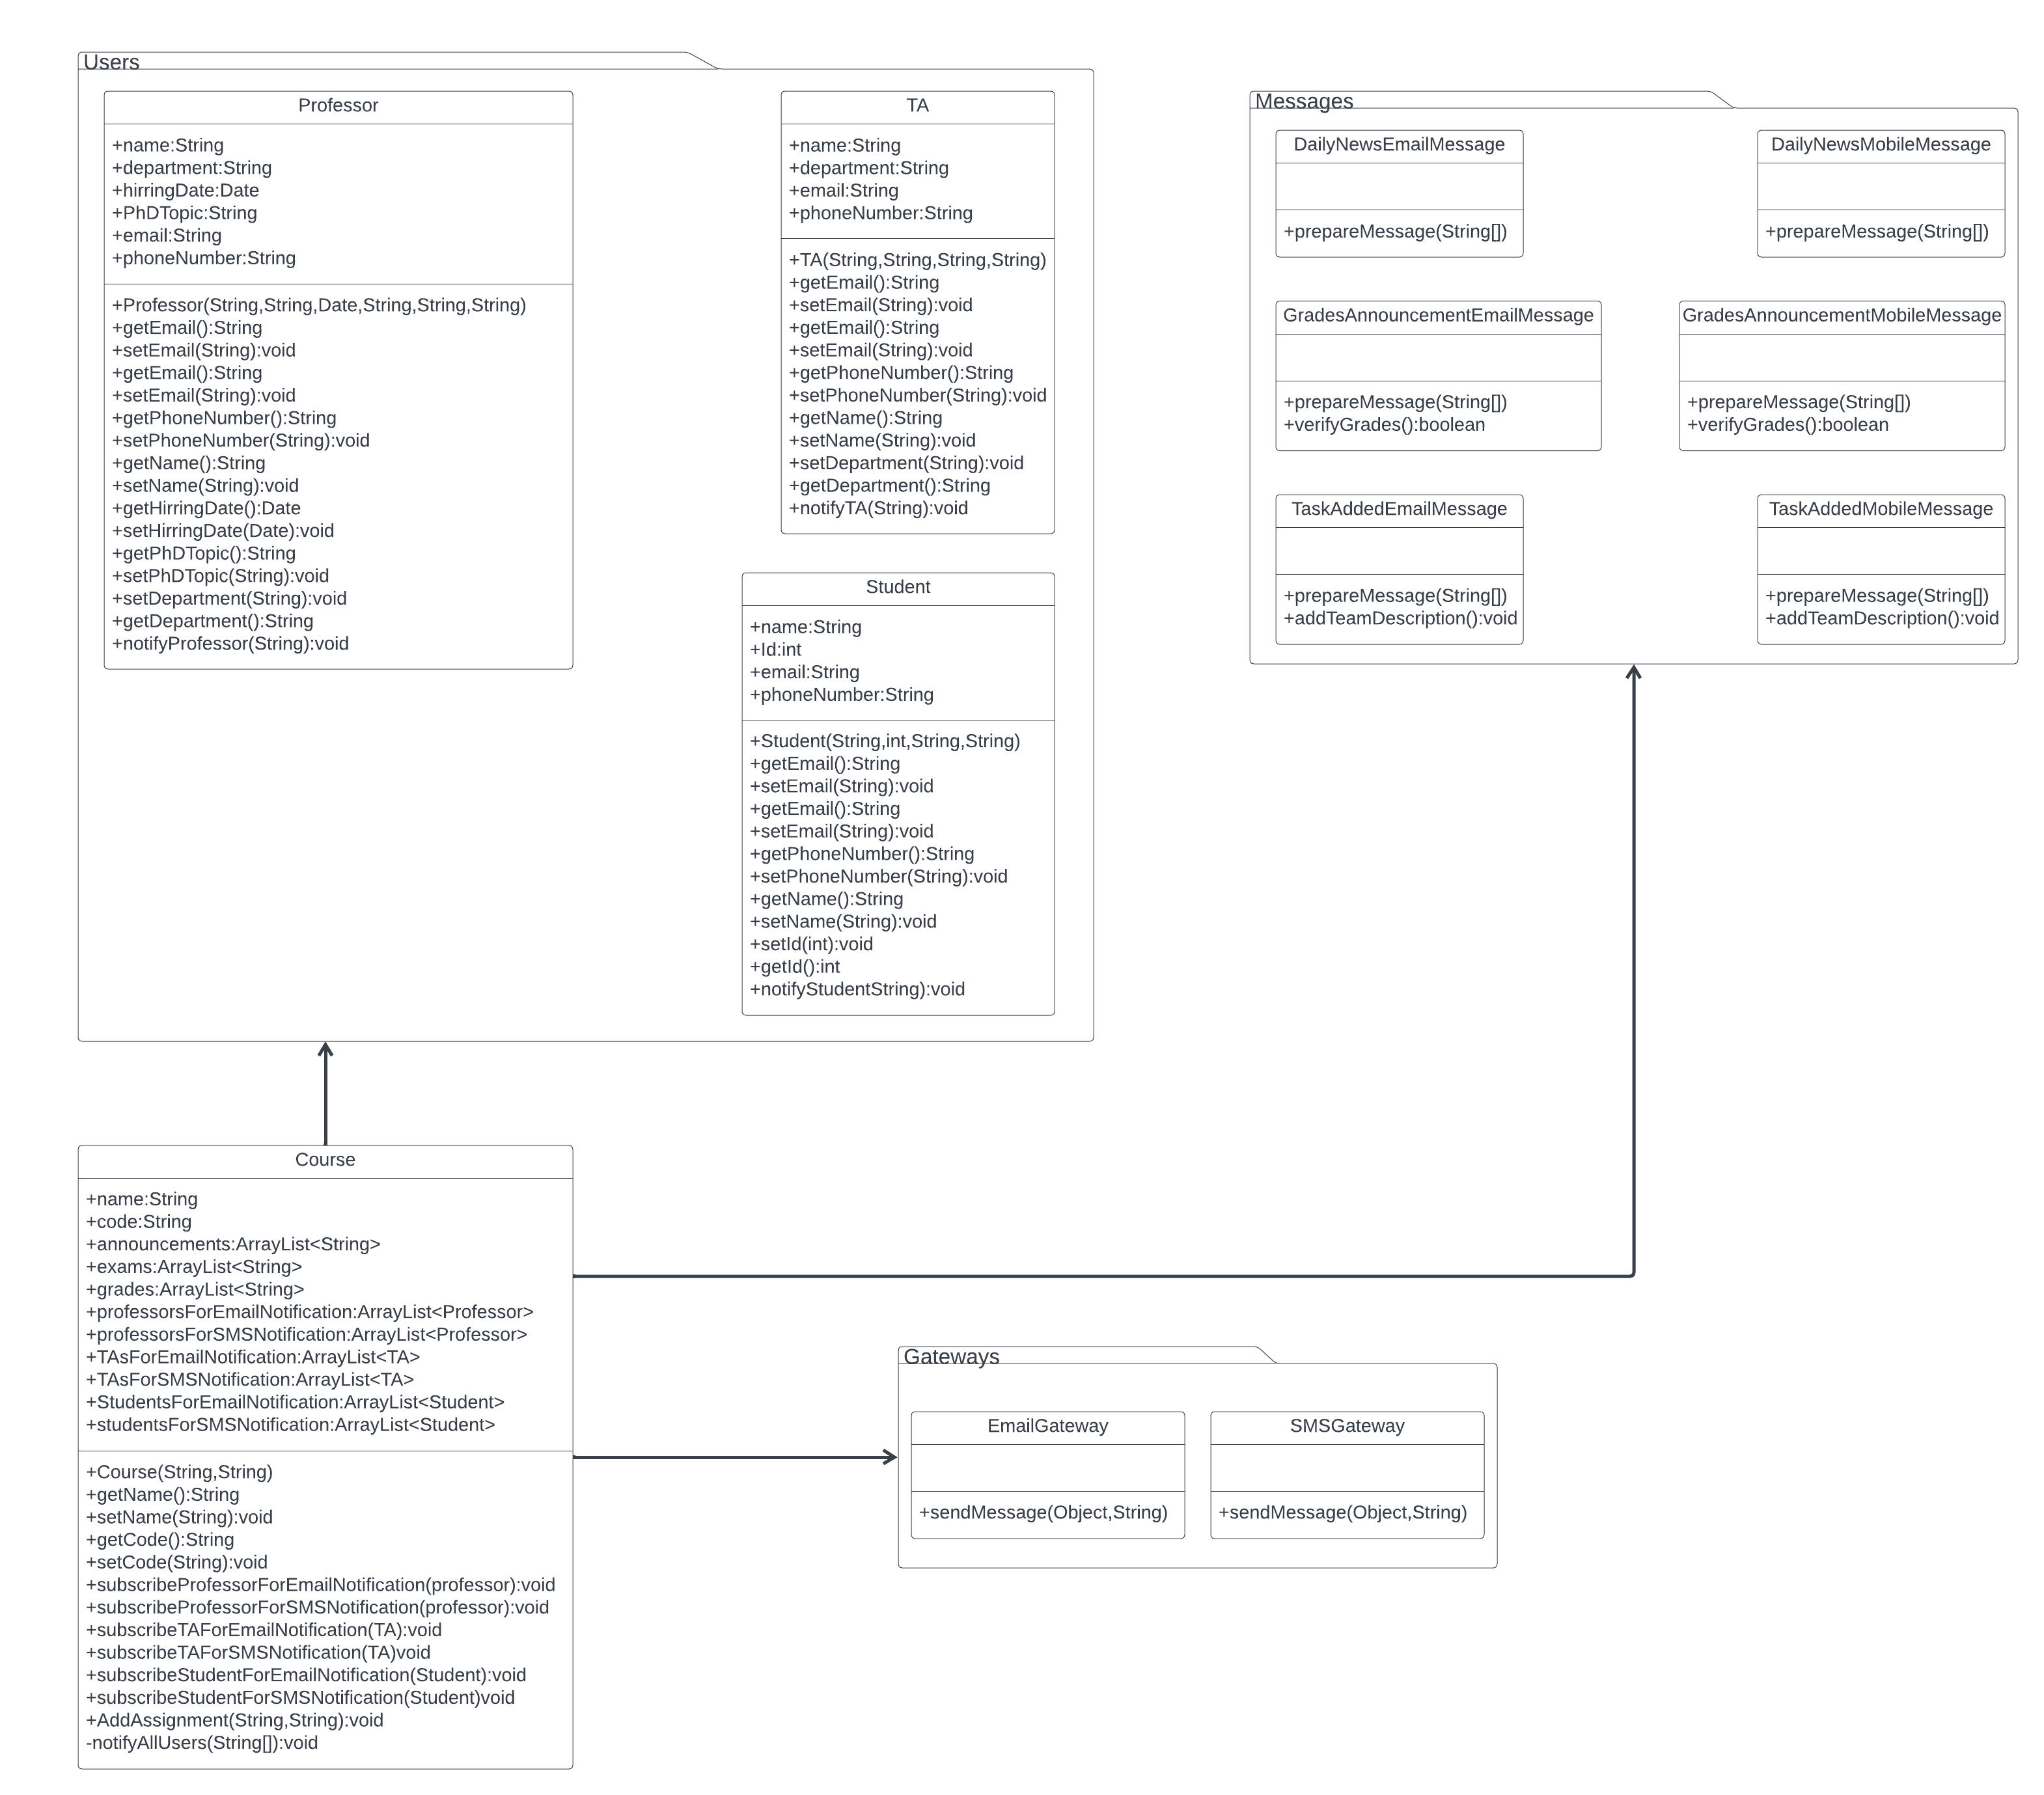 Users
Professor
+name:String
+department:String
+hirringDate:Date
+PhDTopic:String
+email:String
+phoneNumber:String
+Professor(String,String,Date,String,String,String)
+getEmail():String
+setEmail(String):void
+getEmail():String
+setEmail(String):void
+getPhoneNumber():String
+setPhoneNumber(String):void
+getName():String
+setName(String):void
+getHirringDate():Date
+setHirringDate(Date):void
+getPhDTopic():String
+setPhDTopic(String):void
+setDepartment(String):void
+getDepartment():String
+notifyProfessor(String):void
TA
+name:String
+department:String
+email:String
+phoneNumber:String
+TA(String,String,String,String)
+getEmail():String
+setEmail(String):void
+getEmail():String
+setEmail(String):void
+getPhoneNumber():String
+setPhoneNumber(String):void
+getName():String
+setName(String):void
+setDepartment(String):void
+getDepartment():String
+notifyTA(String):void
Student
+name:String
+Id:int
+email:String
+phoneNumber:String
+Student(String,int,String,String)
+getEmail():String
+setEmail(String):void
+getEmail():String
+setEmail(String):void
+getPhoneNumber():String
+setPhoneNumber(String):void
+getName():String
+setName(String):void
+setId(int):void
+getId():int
+notifyStudentString):void
Messages
DailyNewsEmailMessage
+prepareMessage(String[])
DailyNewsMobileMessage
+prepareMessage(String[])
GradesAnnouncementEmailMessage
+prepareMessage(String[])
+verifyGrades():boolean
GradesAnnouncementMobileMessage
+prepareMessage(String[])
+verifyGrades():boolean
TaskAddedEmailMessage
+prepareMessage(String[])
+addTeamDescription():void
TaskAddedMobileMessage
+prepareMessage(String[])
+addTeamDescription():void
Course
+name:String
+code:String
+announcements:ArrayList<String>
+exams:ArrayList<String>
+grades:ArrayList<String>
+professorsForEmailNotification:ArrayList<Professor>
+professorsForSMSNotification:ArrayList<Professor>
+TAsForEmailNotification:ArrayList<TA>
+TAsForSMSNotification:ArrayList<TA>
+StudentsForEmailNotification:ArrayList<Student>
+studentsForSMSNotification:ArrayList<Student>
+Course(String,String)
+getName():String
+setName(String):void
+getCode():String
+setCode(String):void
+subscribeProfessorForEmailNotification(professor):void
+subscribeProfessorForSMSNotification(professor):void
+subscribeTAForEmailNotification(TA):void
+subscribeTAForSMSNotification(TA)void
+subscribeStudentForEmailNotification(Student):void
+subscribeStudentForSMSNotification(Student)void
+AddAssignment(String,String):void
-notifyAllUsers(String[]):void
Gateways
EmailGateway
+sendMessage(Object,String)
SMSGateway
+sendMessage(Object,String)